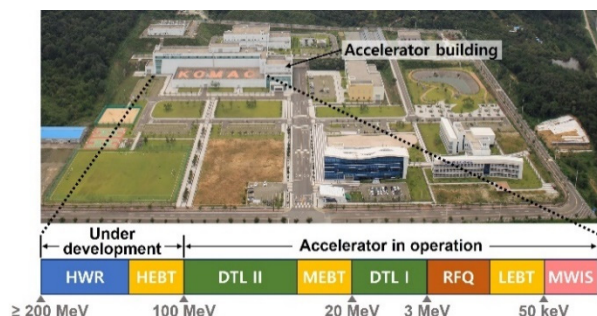 Accelerator building
KOMAC
Under development
Accelerator in operation
HWR HEBT DTL II MEBT DTL I RFQ LEBT MWIS
≥ 200 MeV 100 MeV 20 MeV 3 MeV 50 keV